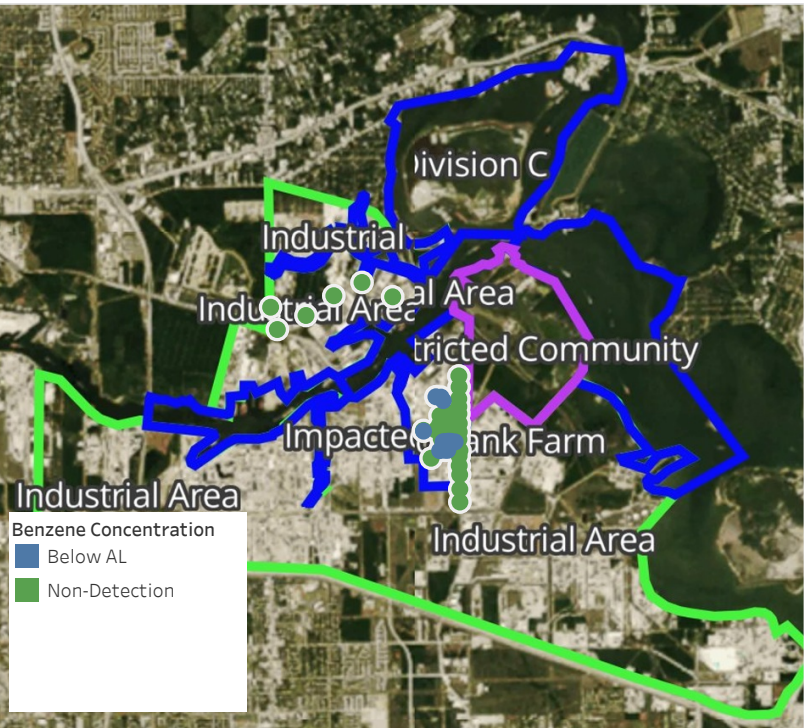 Division C
Industrial
Industrial Area
al Area
tricted Community
Impacted
ank Farm
Industrial Area
Industrial Area
Benzene Concentration
Below AL
Non-Detection